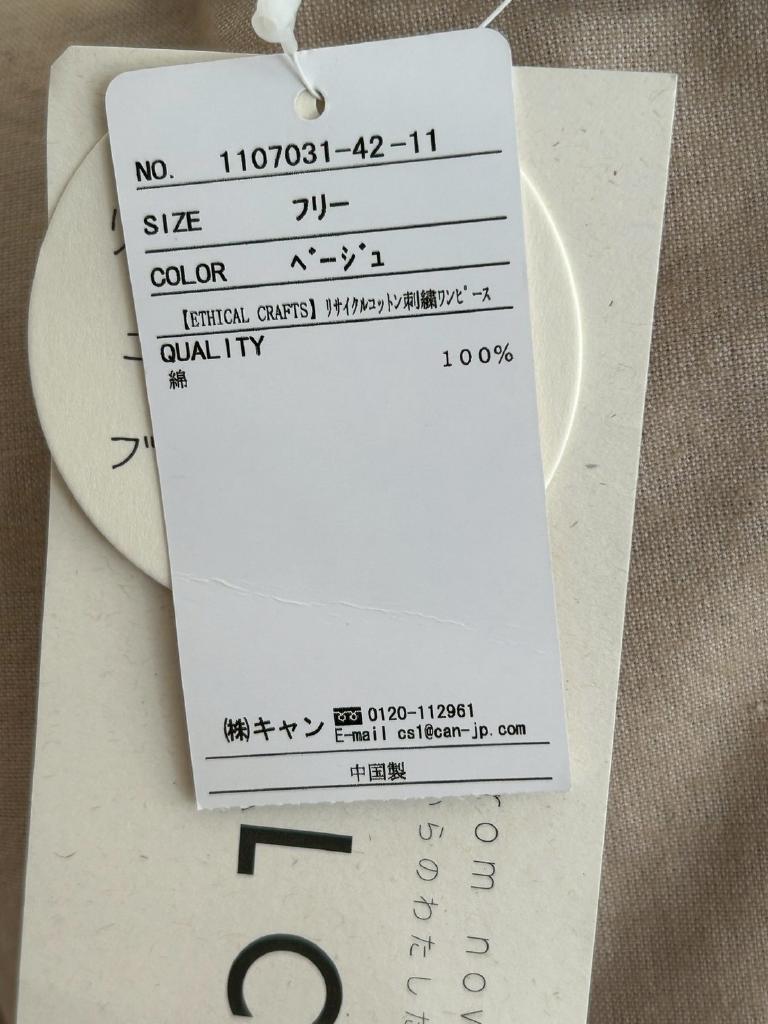 NO. 1107031-42-11
SIZE フリー
COLOR ベージュ
【ETHICAL CRAFTS】リサイクルコットン刺繍ワンピース
QUALITY
綿 100%
㈱キャン 0120-112961
E-mail cs1@can-jp.com
中国製
LC
rom nov
らのわたした